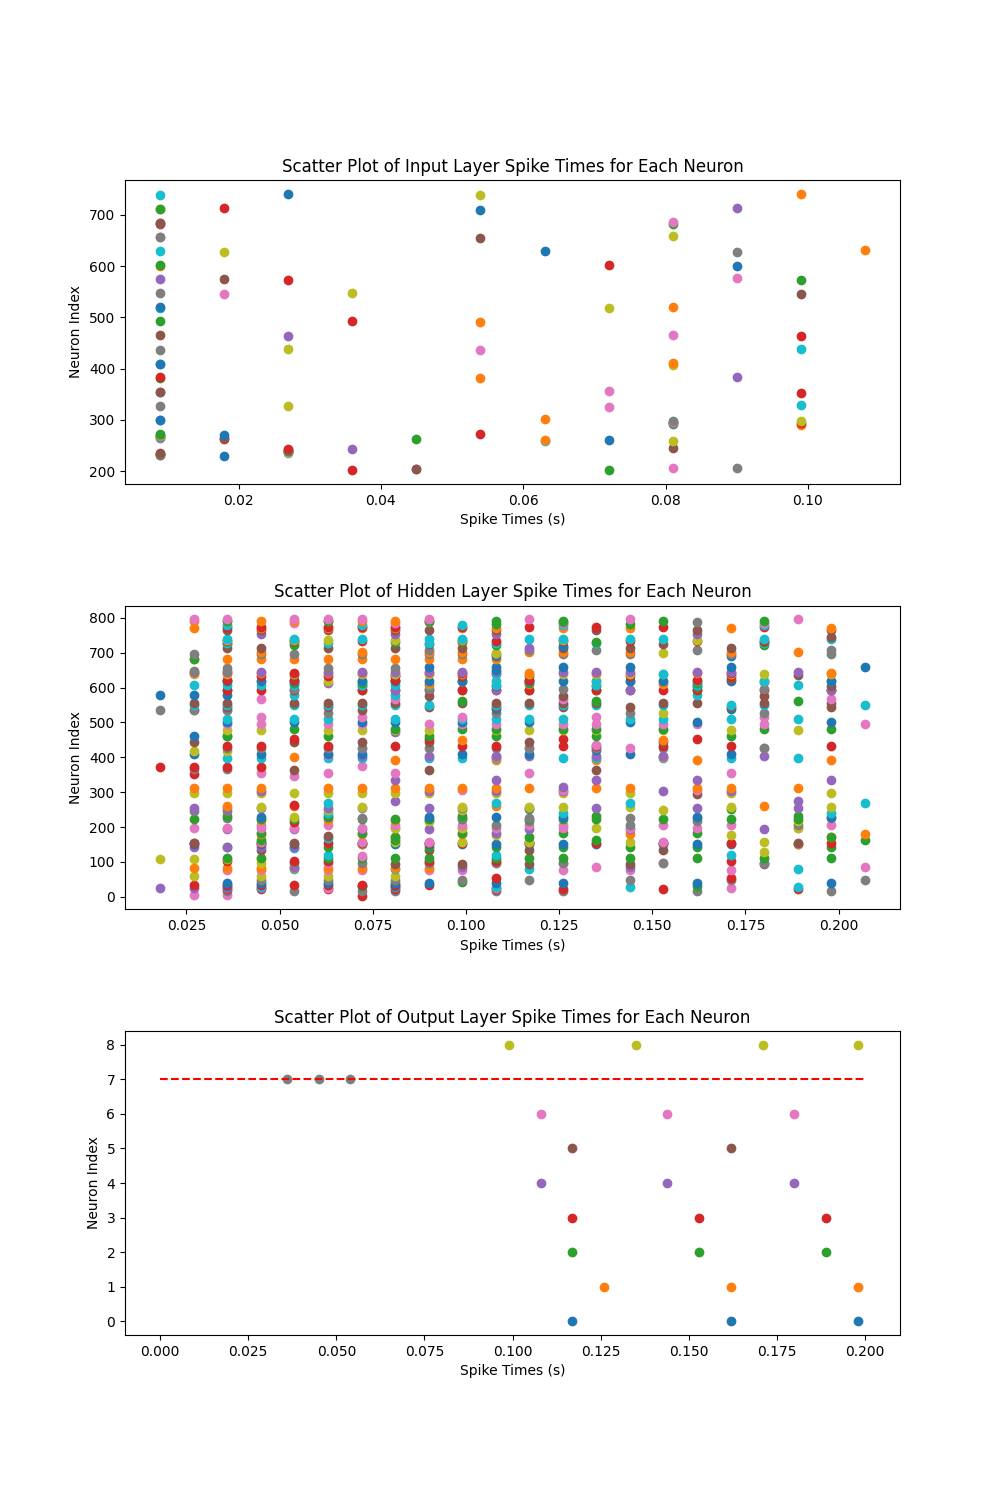 Scatter Plot of Input Layer Spike Times for Each Neuron
700
600
500
400
300
200
Neuron Index
0.02 0.04 0.06 0.08 0.10
Spike Times (s)
Scatter Plot of Hidden Layer Spike Times for Each Neuron
800
700
600
500
400
300
200
100
0
Neuron Index
0.025 0.050 0.075 0.100 0.125 0.150 0.175 0.200
Spike Times (s)
Scatter Plot of Output Layer Spike Times for Each Neuron
8
7
6
5
4
3
2
1
0
Neuron Index
0.000 0.025 0.050 0.075 0.100 0.125 0.150 0.175 0.200
Spike Times (s)